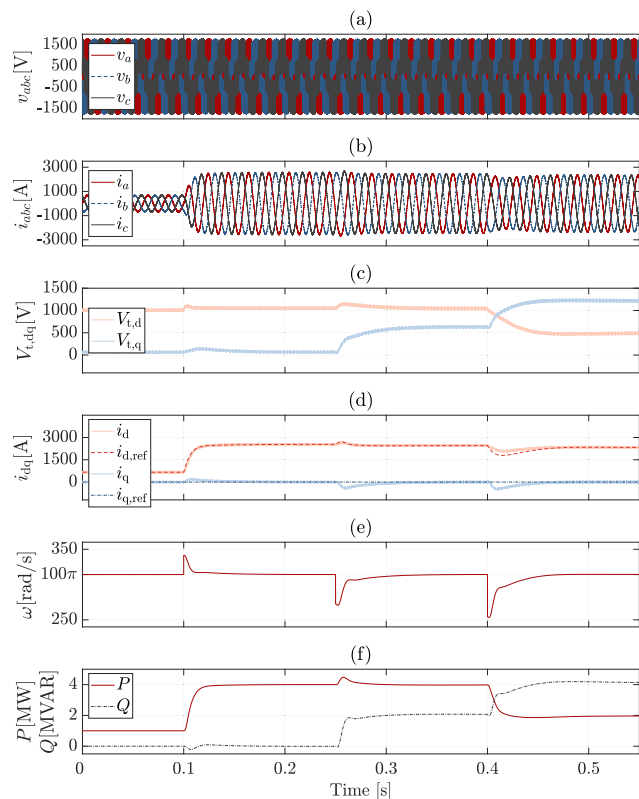 (a)
1500
500
-500
-1500
v_abc[V]
v_a
v_b
v_c
(b)
3000
1000
-1000
-3000
i_abc[A]
i_a
i_b
i_c
(c)
1500
1000
500
0
V_t,dq[V]
V_t,d
V_t,q
(d)
3000
1500
0
i_dq[A]
i_d
i_d,ref
i_q
i_q,ref
(e)
350
100π
250
ω[rad/s]
(f)
4
2
0
P[MW]
Q[MVAR]
P
Q
0 0.1 0.2 0.3 0.4 0.5
Time [s]